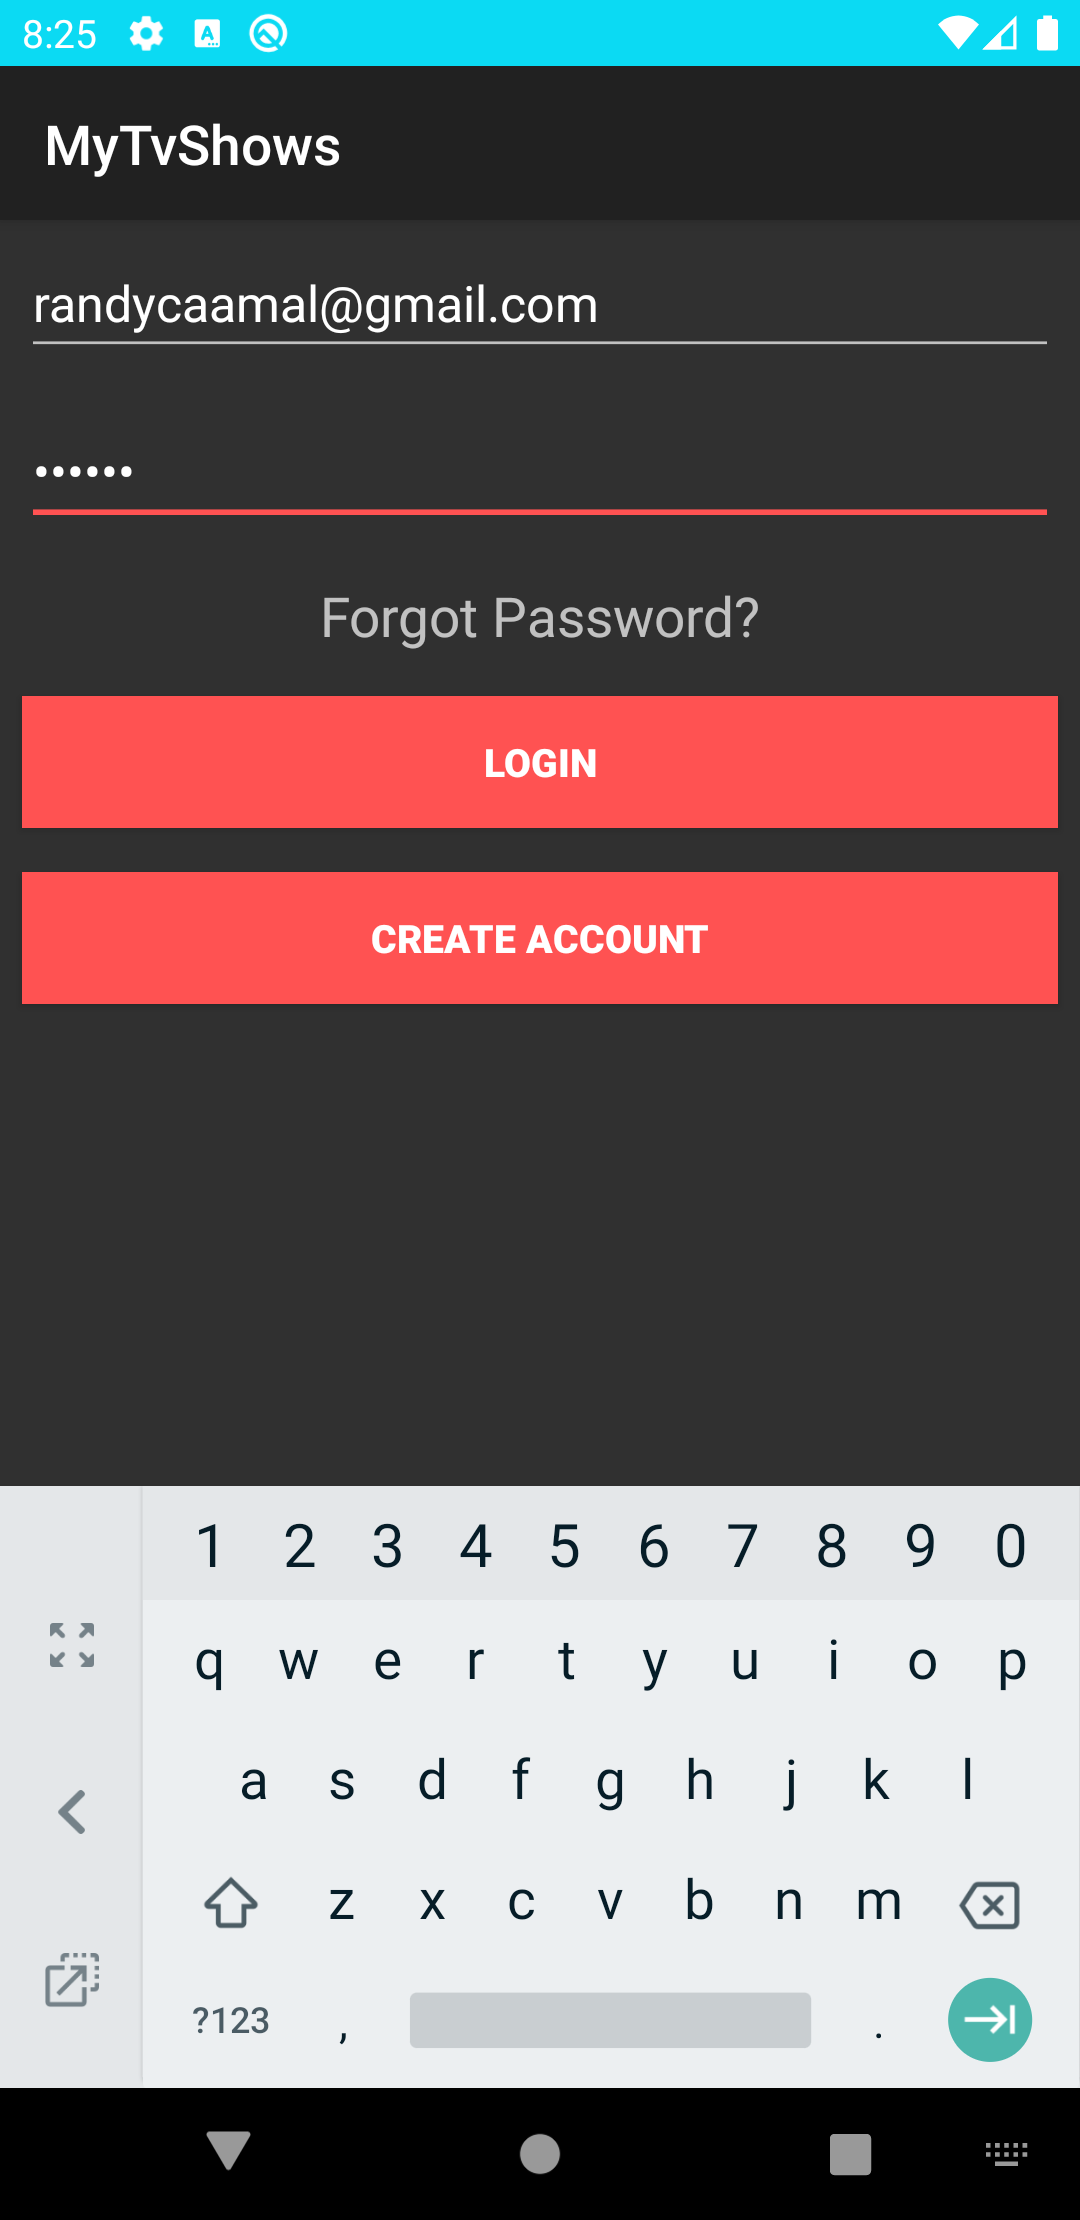 8:25
MyTvShows
randycaamal@gmail.com
••••••
Forgot Password?
LOGIN
CREATE ACCOUNT
1 2 3 4 5 6 7 8 9 0
q w e r t y u i o p
a s d f g h j k l
z x c v b n m
?123 , .